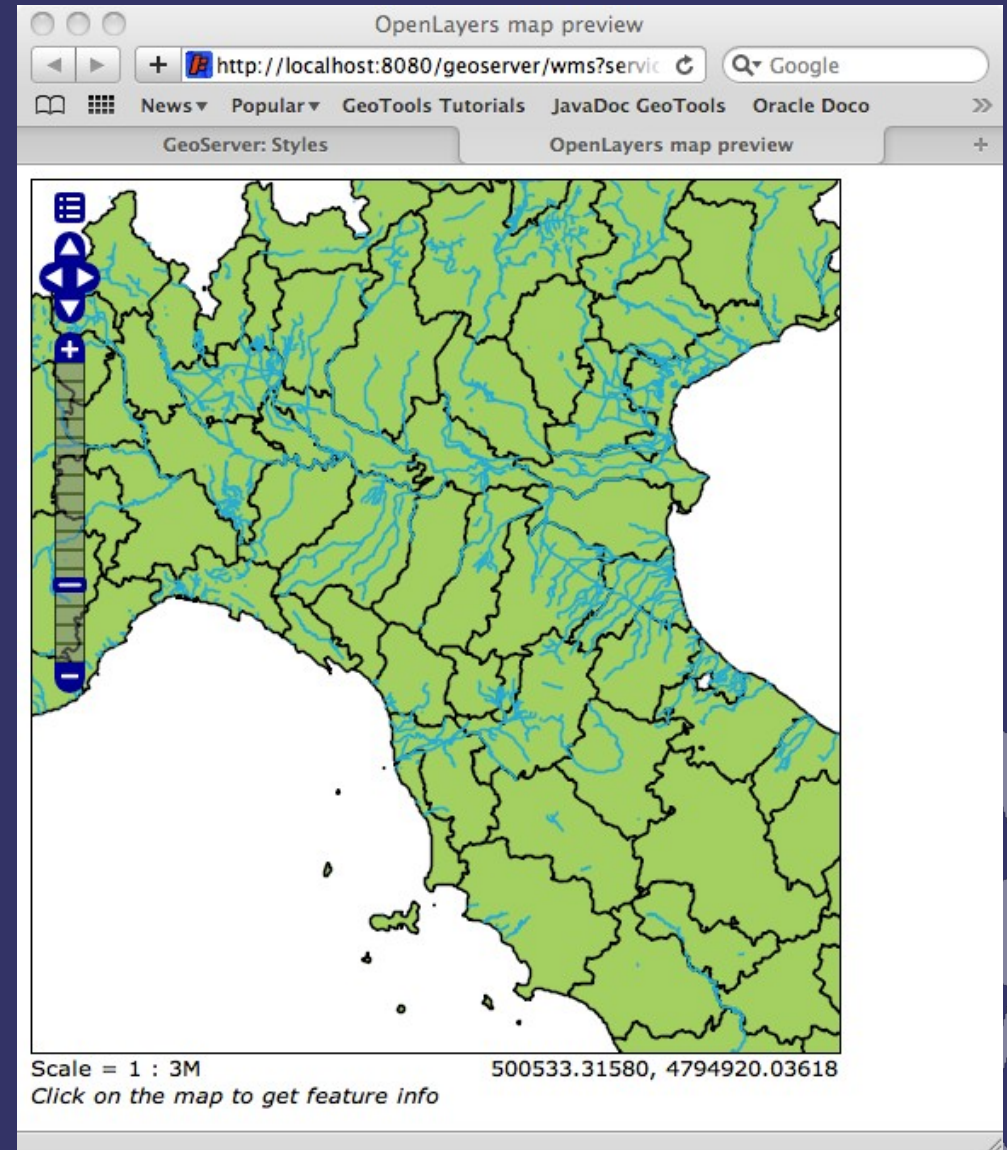 OpenLayers map preview
http://localhost:8080/geoserver/wms?servic
Google
News Popular GeoTools Tutorials JavaDoc GeoTools Oracle Doco
GeoServer: Styles OpenLayers map preview
Scale = 1 : 3M 500533.31580, 4794920.03618
Click on the map to get feature info